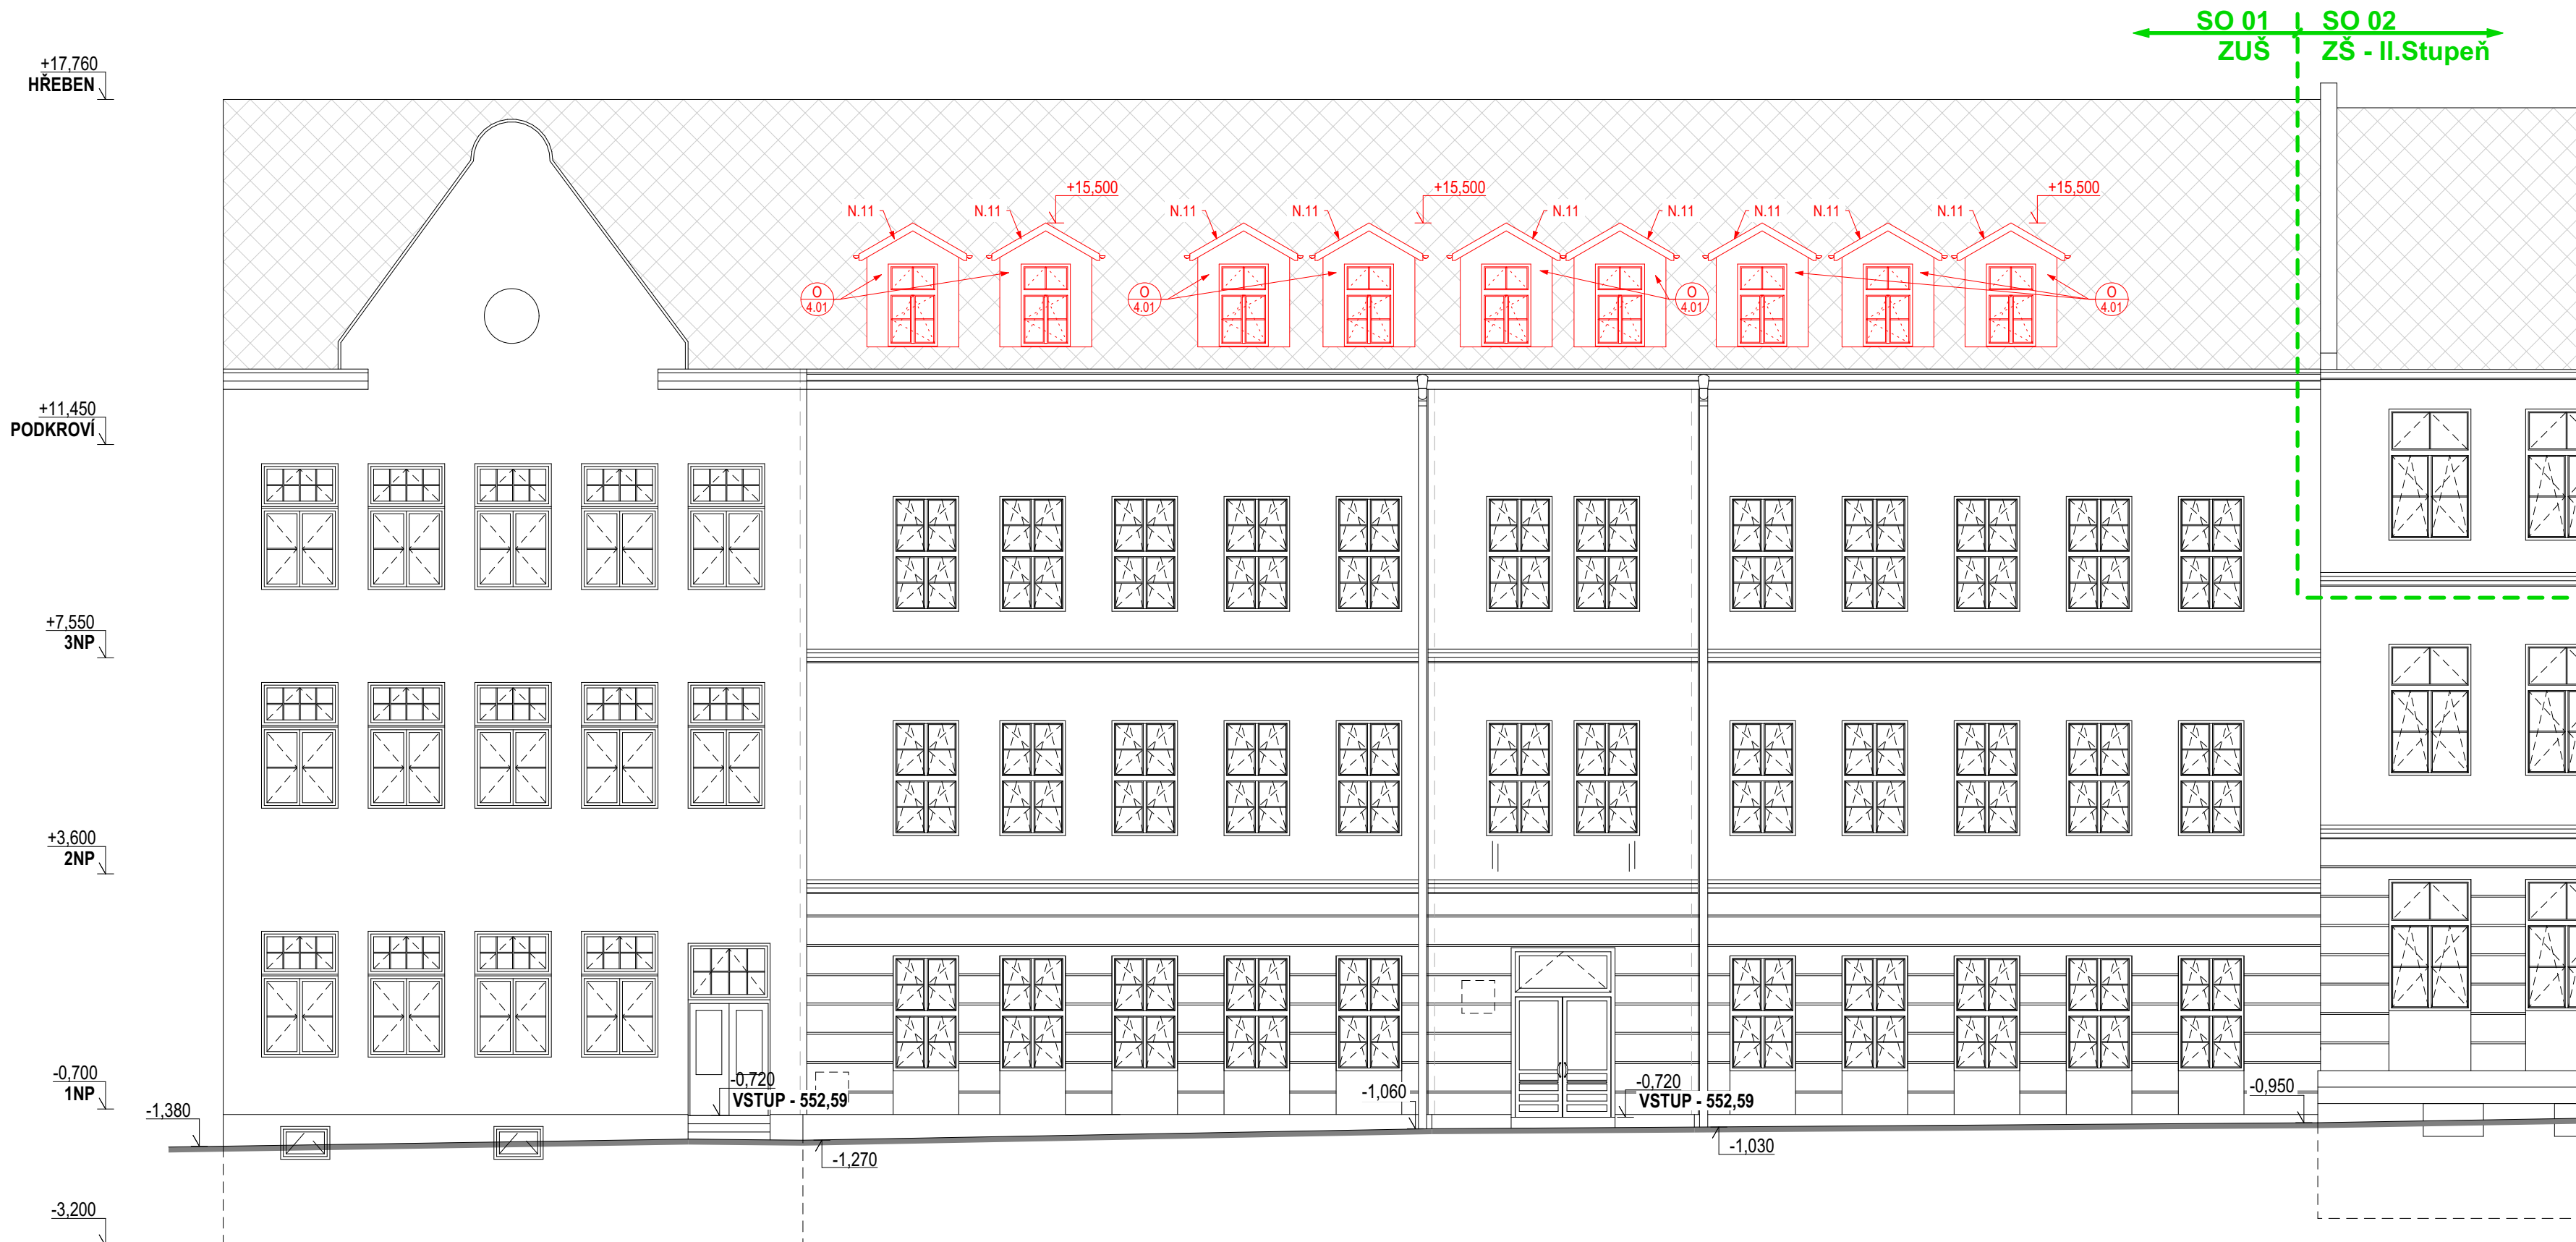 SO 01
SO 02
ZUŠ
ZŠ - II.Stupeň
+17,760
HŘEBEN
+15,500
+15,500
+15,500
N.11
N.11
N.11
N.11
N.11
N.11
N.11
N.11
N.11
O
4.01
O
4.01
O
4.01
O
4.01
+11,450
PODKROVÍ
+7,550
3NP
+3,600
2NP
-0,700
1NP
-0,720
VSTUP - 552,59
-1,060
-0,720
VSTUP - 552,59
-0,950
-1,380
-1,270
-1,030
-3,200